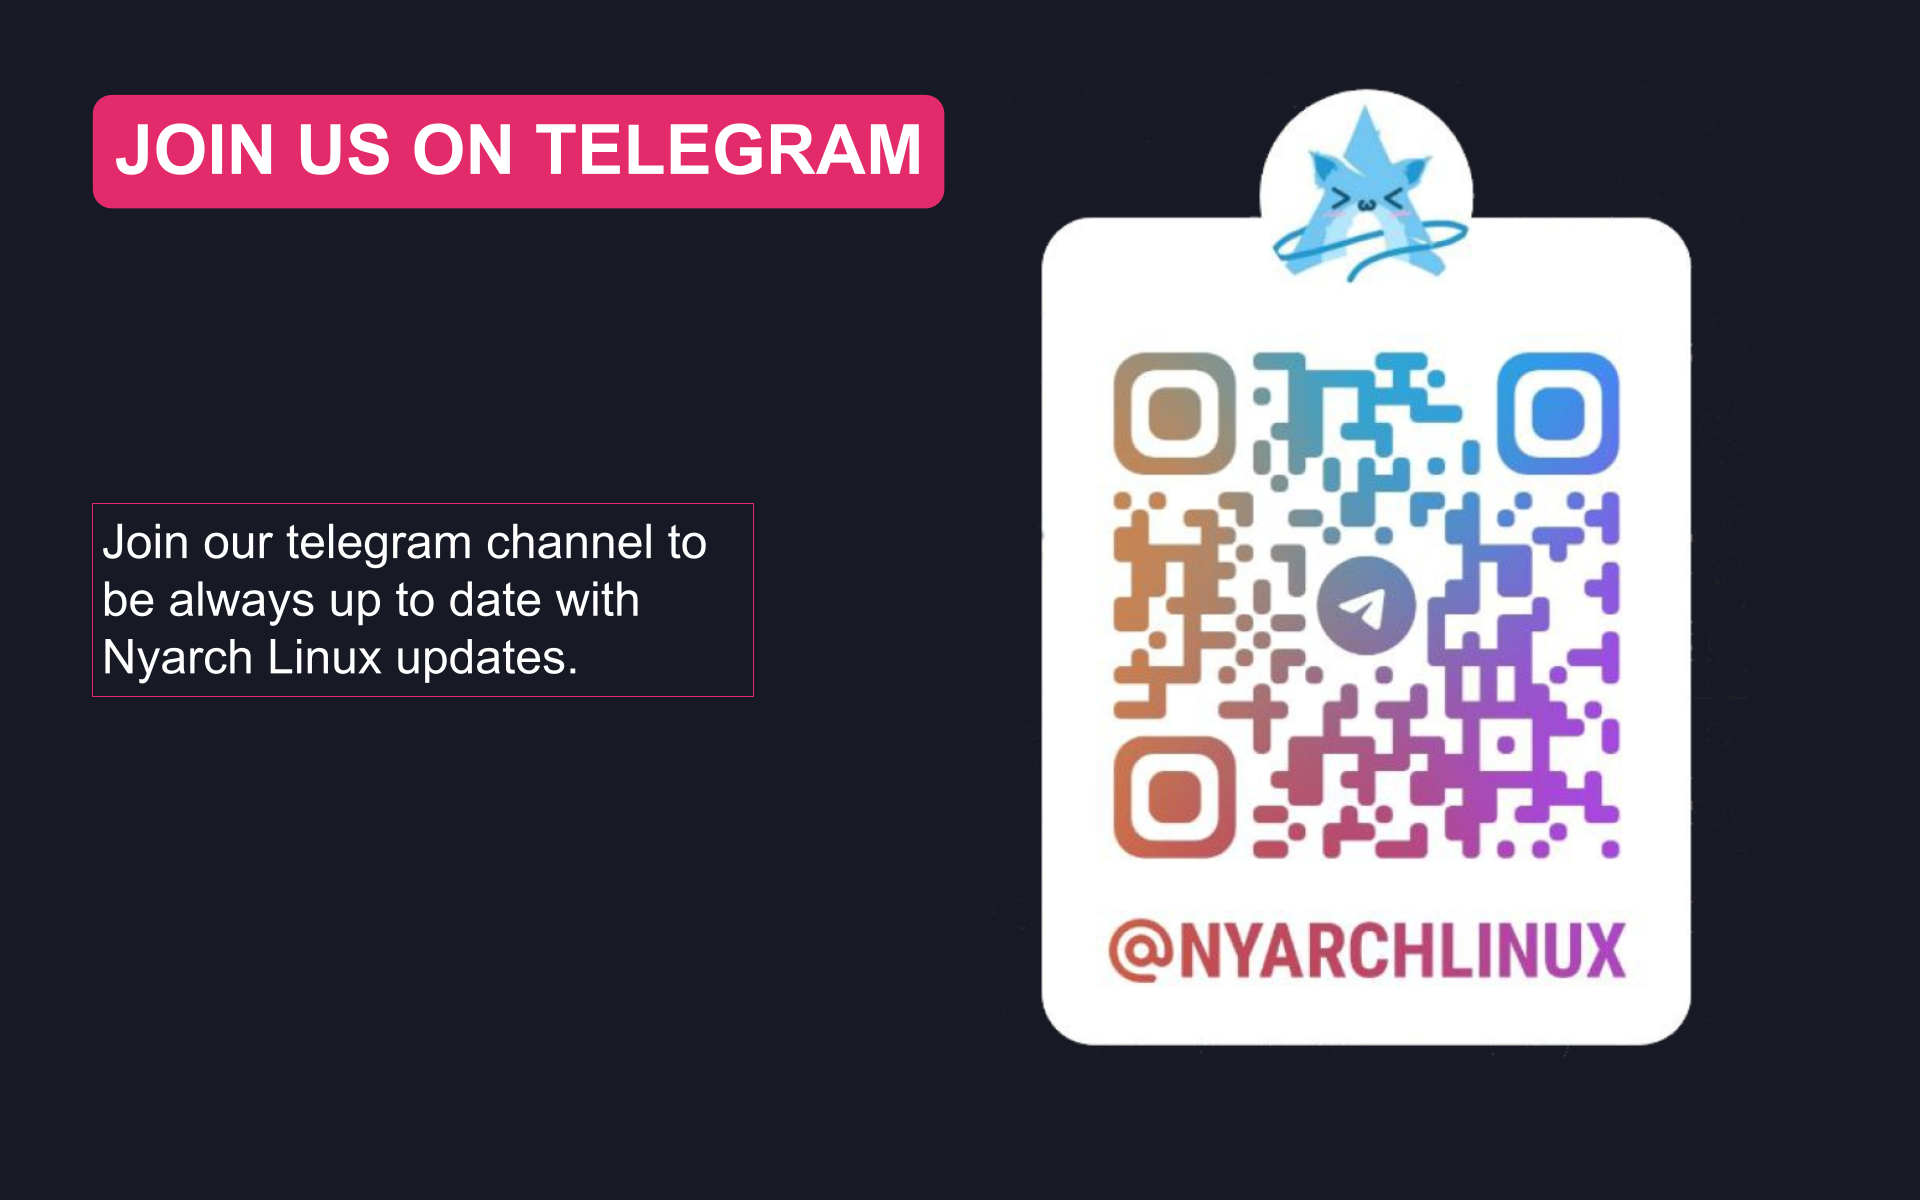 JOIN US ON TELEGRAM
Join our telegram channel to
be always up to date with
Nyarch Linux updates.
@NYARCHLINUX